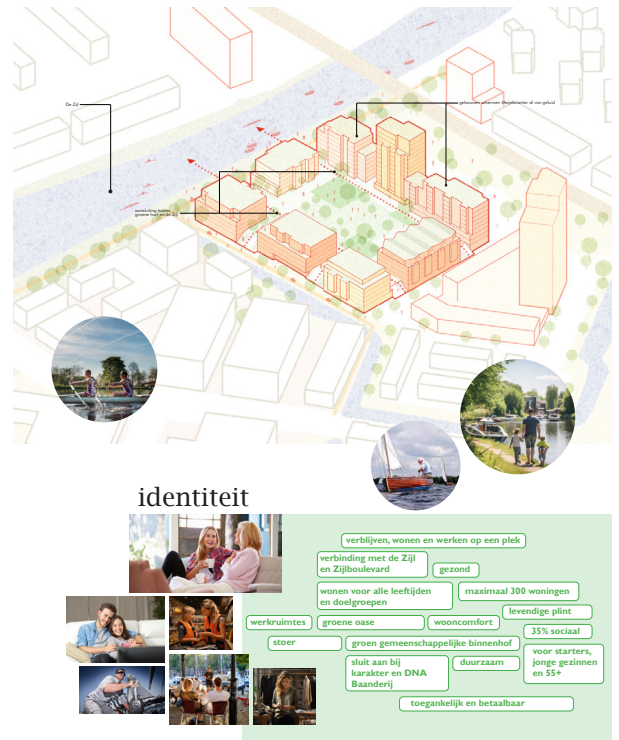 De Zijl
gebouwen schermen binnenterrein af van geluid
aansluiting tussen
groene hart en de Zijl
identiteit
verblijven, wonen en werken op een plek
verbinding met de Zijl
en Zijlboulevard
gezond
wonen voor alle leeftijden
en doelgroepen
maximaal 300 woningen
levendige plint
werkruimtes
groene oase
wooncomfort
35% sociaal
stoer
groen gemeenschappelijke binnenhof
voor starters,
jonge gezinnen
en 55+
sluit aan bij
karakter en DNA
Baanderij
duurzaam
toegankelijk en betaalbaar